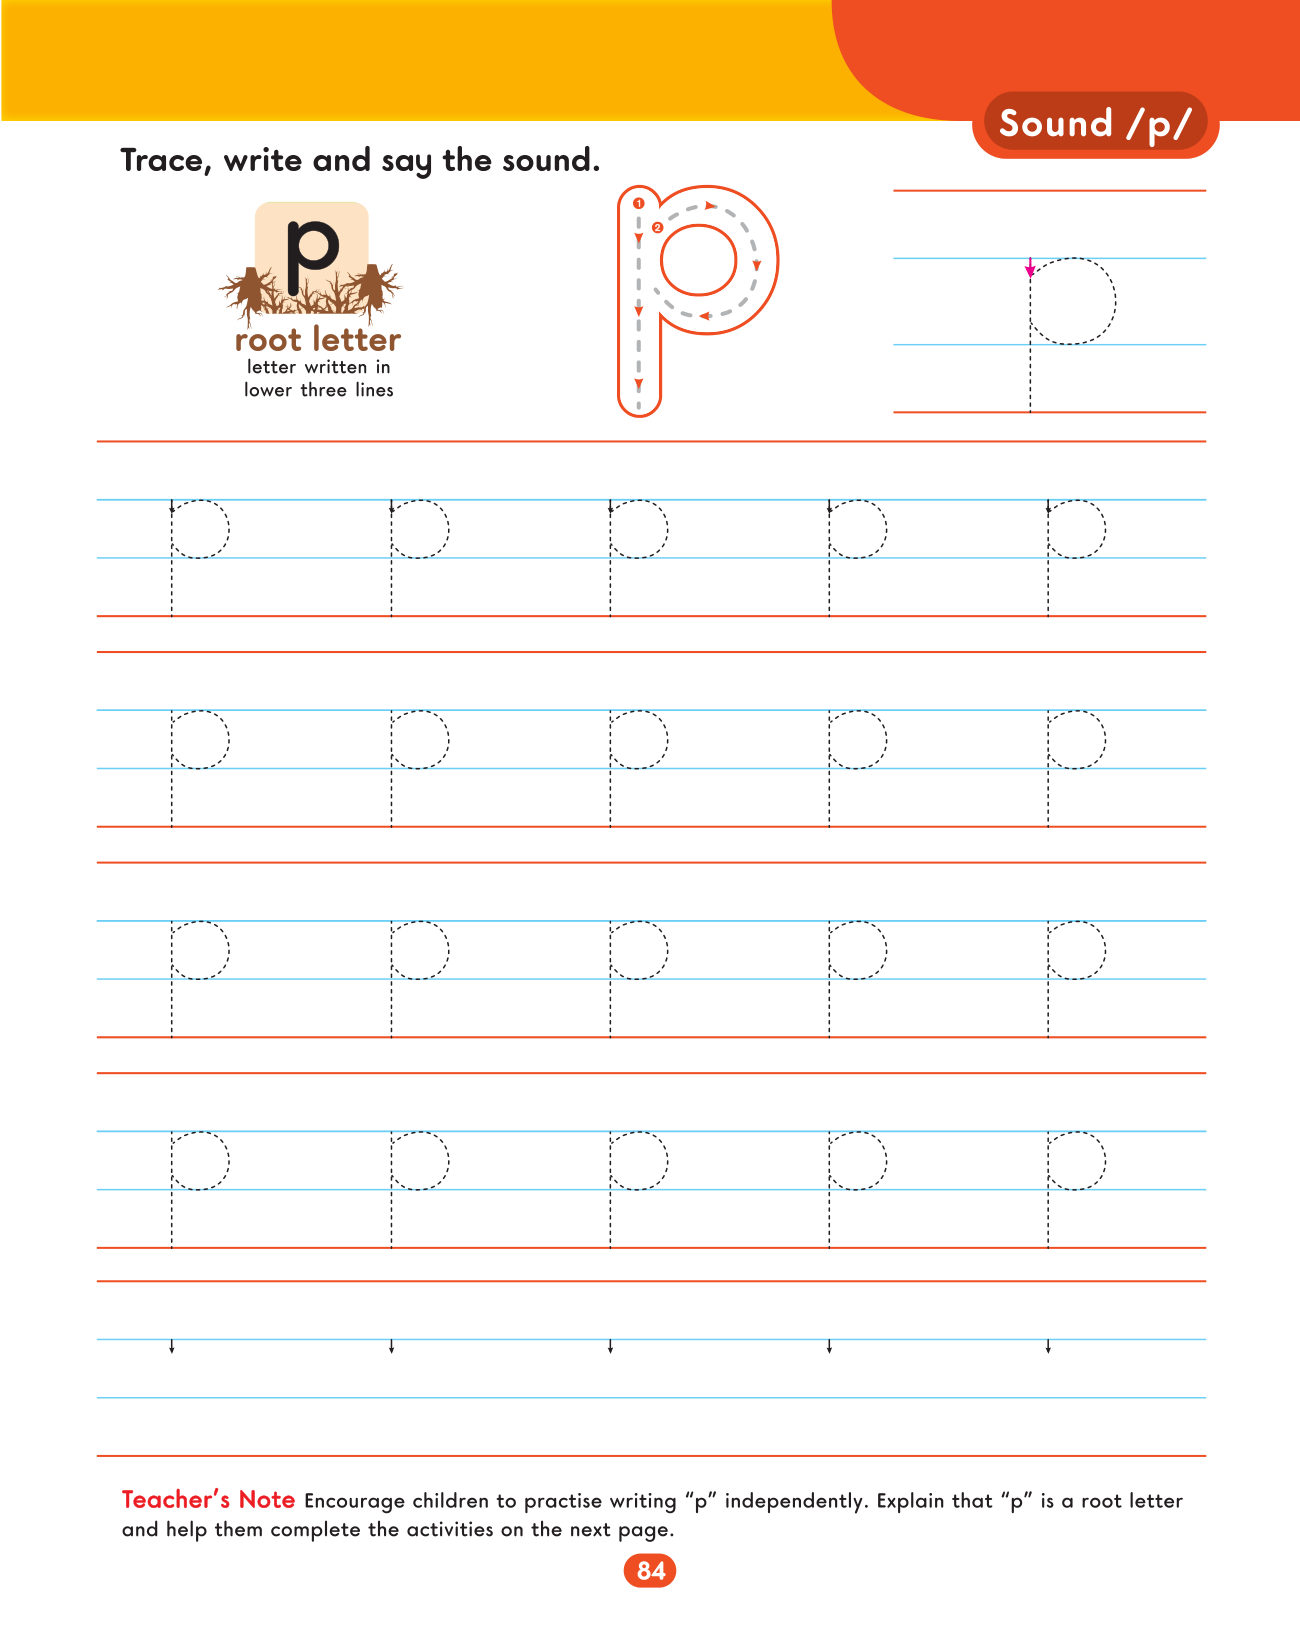 Sound /p/
Trace, write and say the sound.
p
root letter
letter written in
lower three lines
1
2
p
p p p p p
p p p p p
p p p p p
p p p p p
Teacher's Note Encourage children to practise writing “p” independently. Explain that “p” is a root letter
and help them complete the activities on the next page.
84